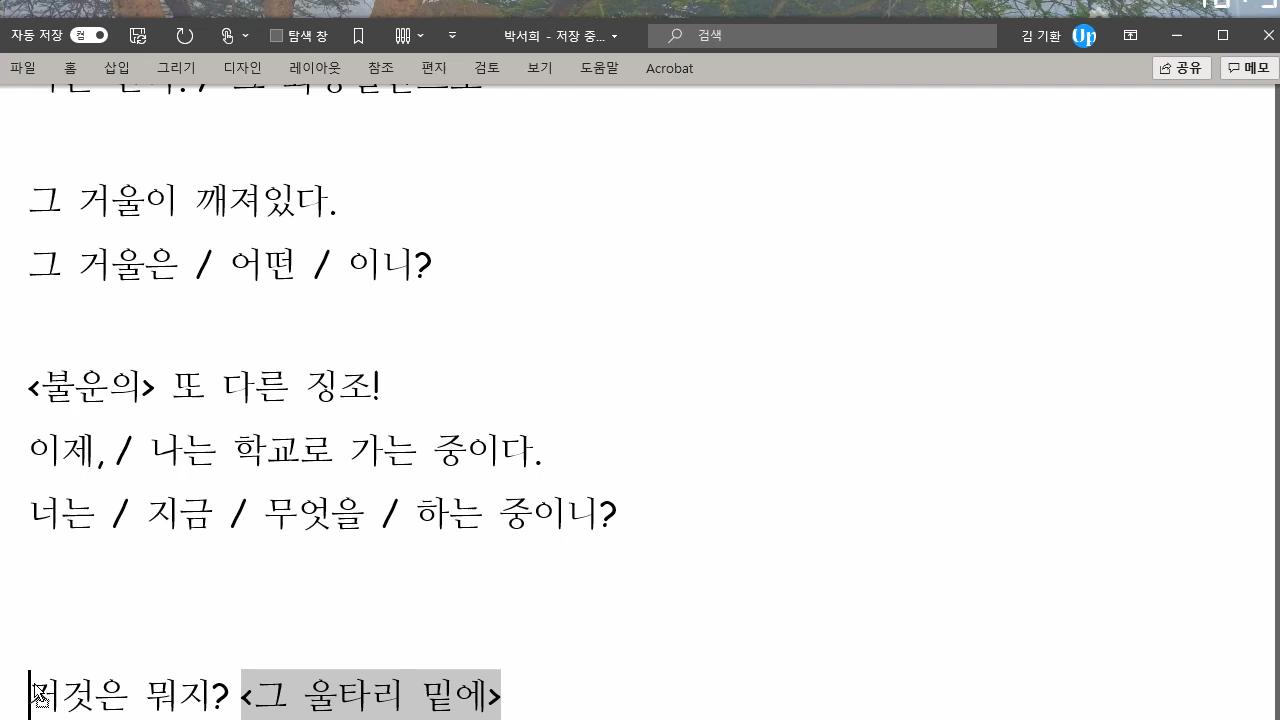 자동 저장 켬 탐색 창 박서희 - 저장 중... 검색 김 기환 Up
파일 홈 삽입 그리기 디자인 레이아웃 참조 편지 검토 보기 도움말 Acrobat 공유 메모
그 거울이 깨져있다.
그 거울은 / 어떤 / 이니?
<불운의> 또 다른 징조!
이제, / 나는 학교로 가는 중이다.
너는 / 지금 / 무엇을 / 하는 중이니?
저것은 뭐지? <그 울타리 밑에>